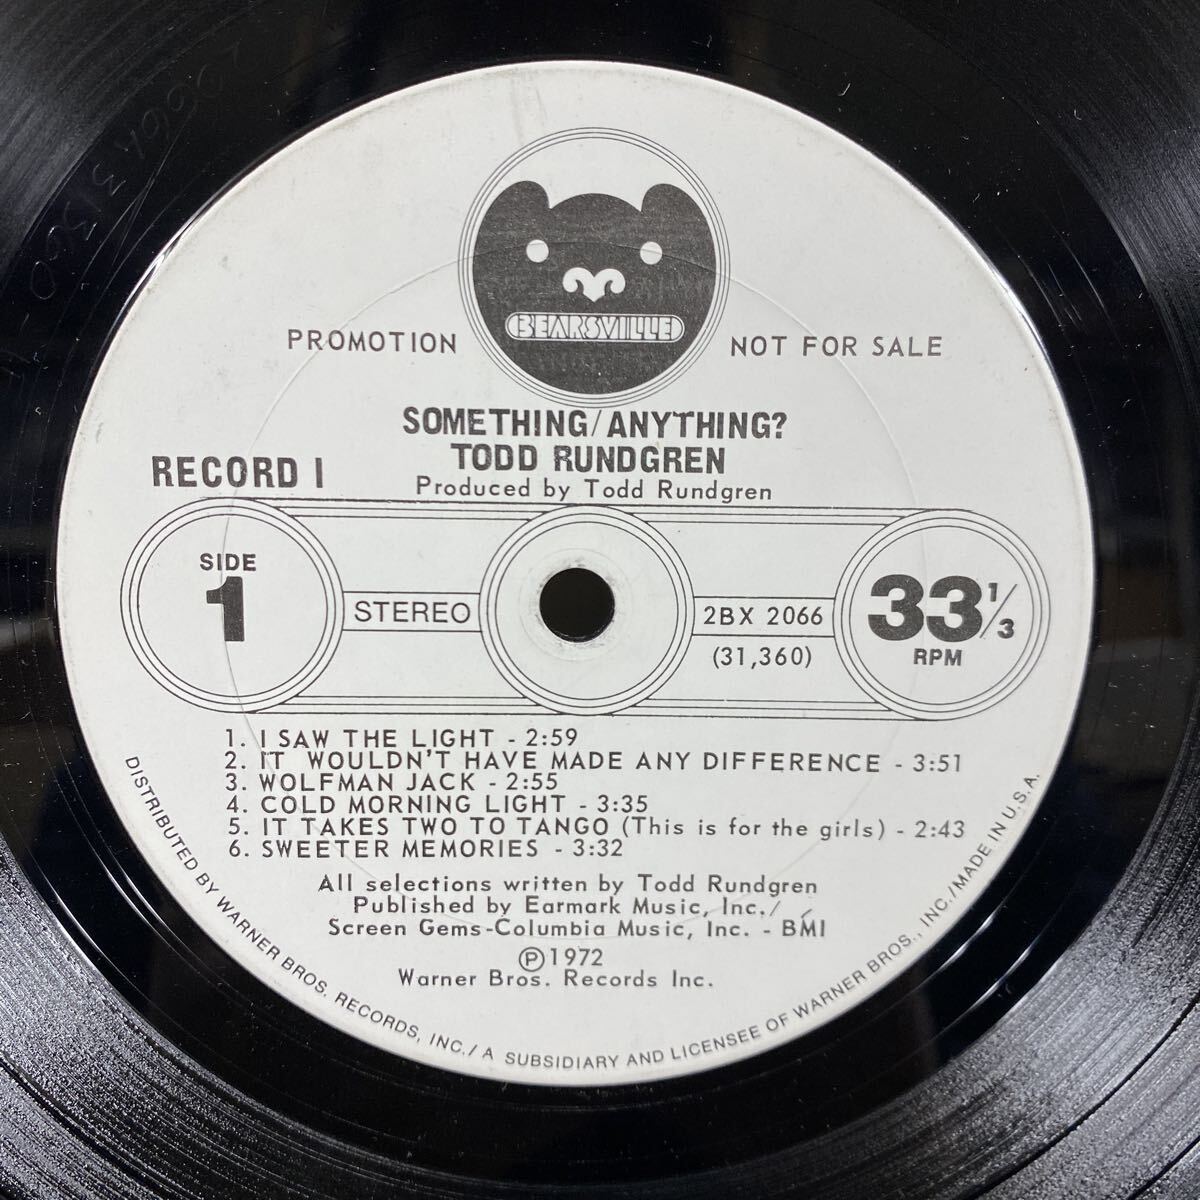 BEARSVILLE
PROMOTION
NOT FOR SALE
SOMETHING/ANYTHING?
TODD RUNDGREN
RECORD 1
Produced by Todd Rundgren
SIDE
1
STEREO
2BX 2066
(31,360)
33 1/3
RPM
1. I SAW THE LIGHT - 2:59
2. IT WOULDN'T HAVE MADE ANY DIFFERENCE - 3:51
3. WOLFMAN JACK - 2:55
4. COLD MORNING LIGHT - 3:35
5. IT TAKES TWO TO TANGO (This is for the girls) - 2:43
6. SWEETER MEMORIES - 3:32
All selections written by Todd Rundgren
Published by Earmark Music, Inc./
Screen Gems-Columbia Music, Inc. - BMI
Ⓟ1972
Warner Bros. Records Inc.
DISTRIBUTED BY WARNER BROS. RECORDS, INC./A SUBSIDIARY AND LICENSEE OF WARNER BROS., INC./MADE IN U.S.A.